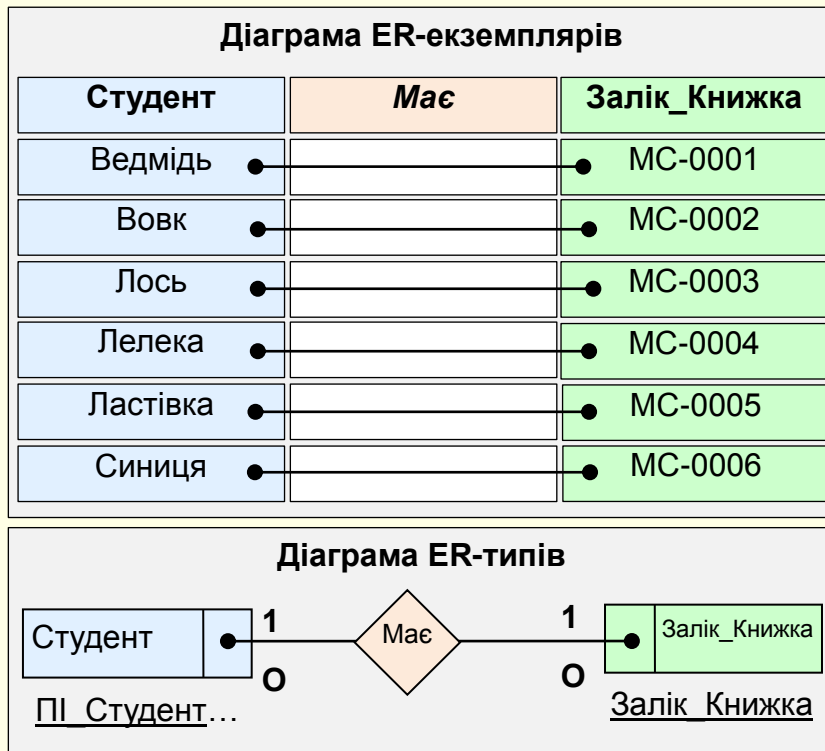 Діаграма ER-екземплярів
Студент Має Залік_Книжка
Ведмідь МС-0001
Вовк МС-0002
Лось МС-0003
Лелека МС-0004
Ластівка МС-0005
Синиця МС-0006
Діаграма ER-типів
Студент 1 Має 1 Залік_Книжка
О О
ПІ_Студент… Залік_Книжка